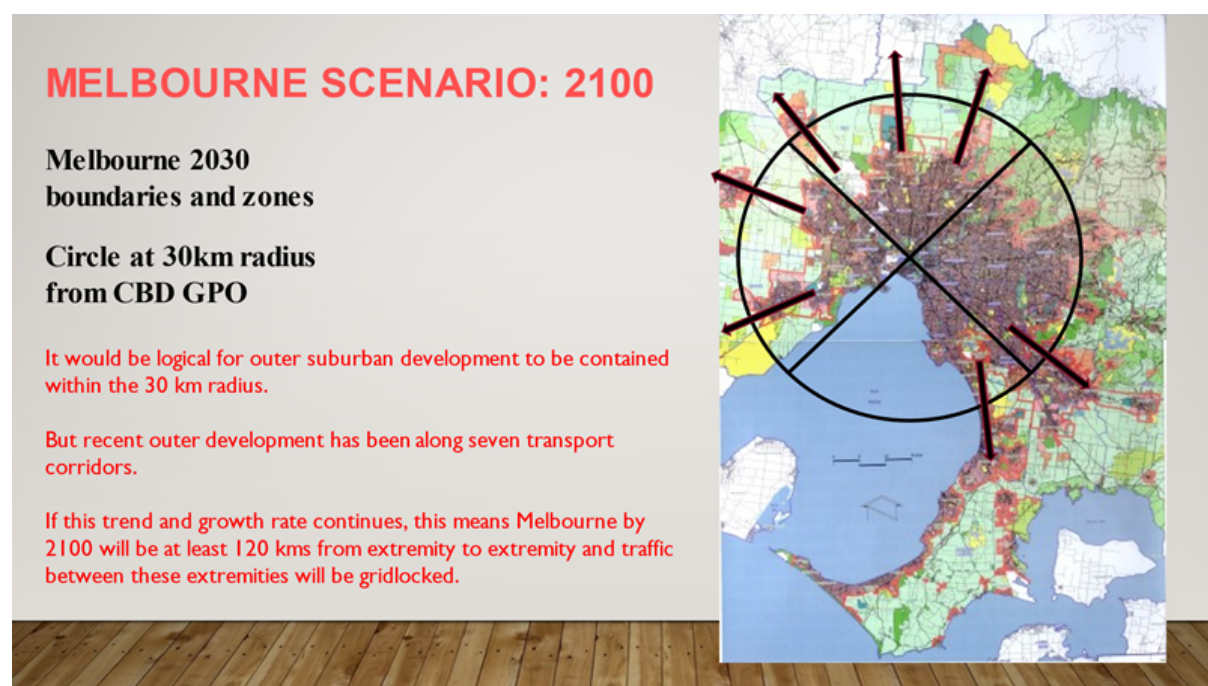 MELBOURNE SCENARIO: 2100
Melbourne 2030
boundaries and zones
Circle at 30km radius
from CBD GPO
It would be logical for outer suburban development to be contained
within the 30 km radius.
But recent outer development has been along seven transport
corridors.
If this trend and growth rate continues, this means Melbourne by
2100 will be at least 120 kms from extremity to extremity and traffic
between these extremities will be gridlocked.